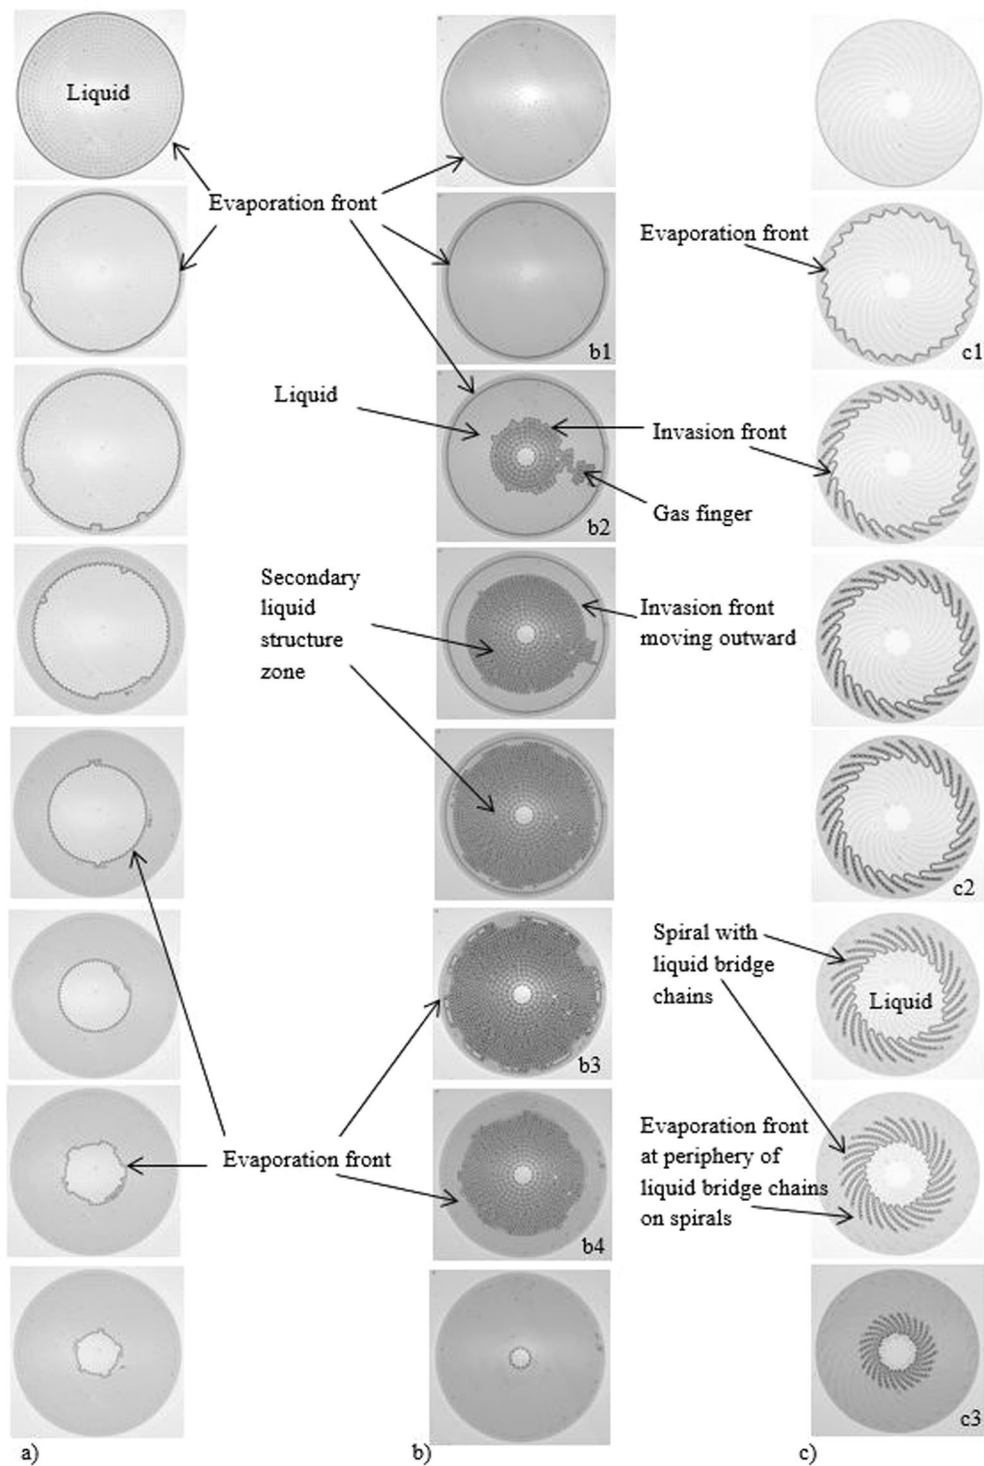 Liquid
Evaporation front
Evaporation front
b1
c1
Liquid
Invasion front
Gas finger
b2
Secondary
liquid
structure
zone
Invasion front
moving outward
c2
Spiral with
liquid bridge
chains
Liquid
b3
Evaporation front
Evaporation front
at periphery of
liquid bridge chains
on spirals
b4
c3
a)
b)
c)